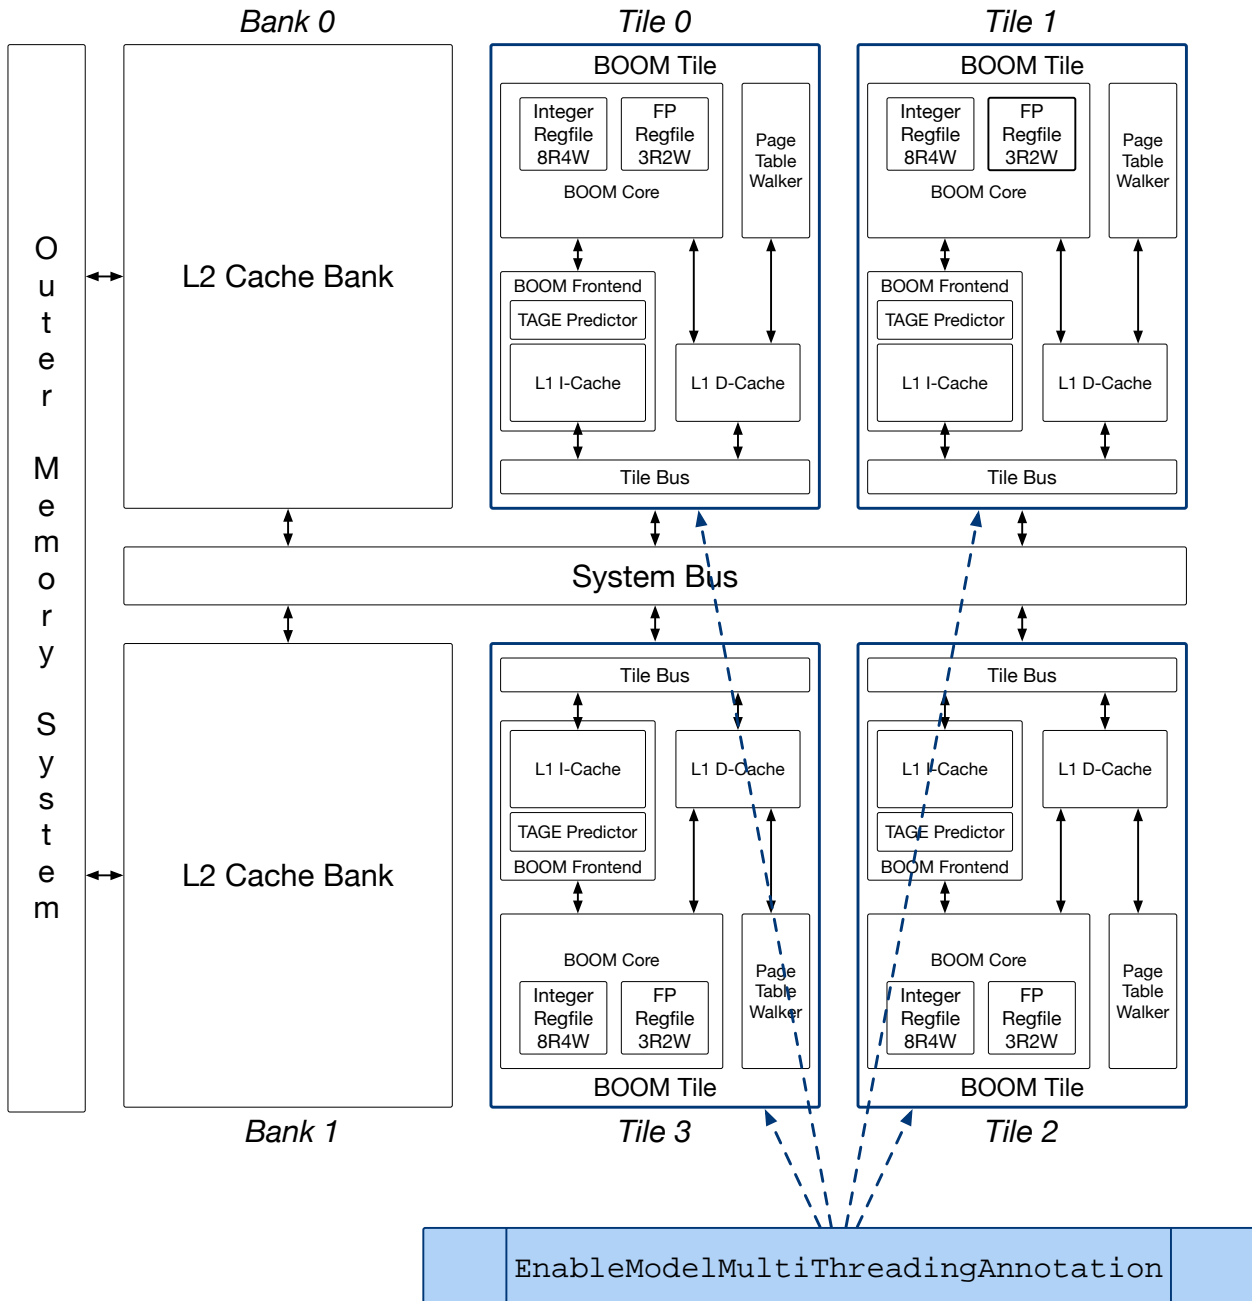 Bank 0
Tile 0
Tile 1
Outer Memory System
L2 Cache Bank
BOOM Tile
Integer
Regfile
8R4W
FP
Regfile
3R2W
BOOM Core
Page
Table
Walker
BOOM Frontend
TAGE Predictor
L1 I-Cache
L1 D-Cache
Tile Bus
BOOM Tile
Integer
Regfile
8R4W
FP
Regfile
3R2W
BOOM Core
Page
Table
Walker
BOOM Frontend
TAGE Predictor
L1 I-Cache
L1 D-Cache
Tile Bus
System Bus
L2 Cache Bank
Tile Bus
L1 I-Cache
L1 D-Cache
TAGE Predictor
BOOM Frontend
BOOM Core
Integer
Regfile
8R4W
FP
Regfile
3R2W
Page
Table
Walker
BOOM Tile
Tile Bus
L1 I-Cache
L1 D-Cache
TAGE Predictor
BOOM Frontend
BOOM Core
Integer
Regfile
8R4W
FP
Regfile
3R2W
Page
Table
Walker
BOOM Tile
Bank 1
Tile 3
Tile 2
EnableModelMultiThreadingAnnotation